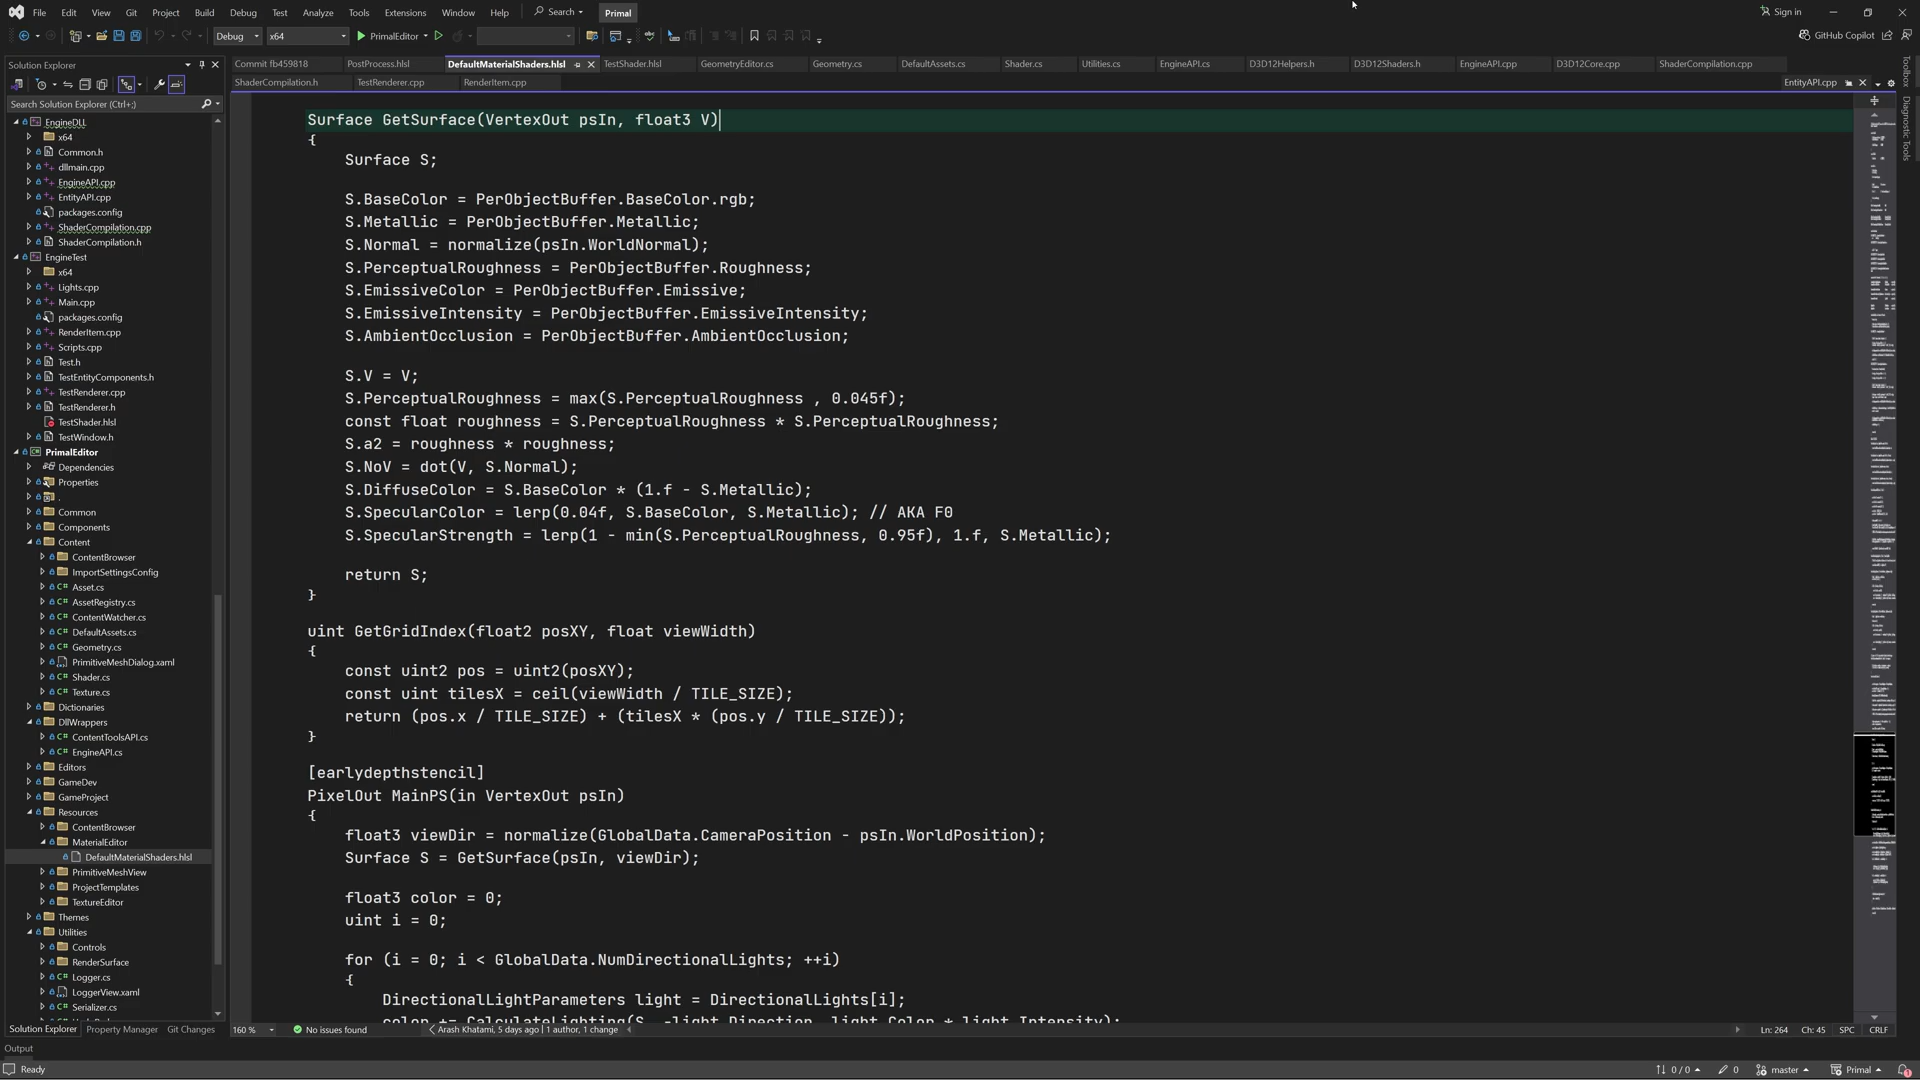 File Edit View Git Project Build Debug Test Analyze Tools Extensions Window Help Search Primal Sign in
Debug x64 PrimalEditor GitHub Copilot
Solution Explorer
Commit fb459818 PostProcess.hlsl DefaultMaterialShaders.hlsl TestShader.hlsl GeometryEditor.cs Geometry.cs DefaultAssets.cs Shader.cs Utilities.cs EngineAPI.cs D3D12Helpers.h D3D12Shaders.h EngineAPI.cpp D3D12Core.cpp ShaderCompilation.cpp
ShaderCompilation.h TestRenderer.cpp RenderItem.cpp EntityAPI.cpp
Search Solution Explorer (Ctrl+;)
EngineDLL
x64
Common.h
dllmain.cpp
EngineAPI.cpp
EntityAPI.cpp
packages.config
ShaderCompilation.cpp
ShaderCompilation.h
EngineTest
x64
Lights.cpp
Main.cpp
packages.config
RenderItem.cpp
Scripts.cpp
Test.h
TestEntityComponents.h
TestRenderer.cpp
TestRenderer.h
TestShader.hlsl
TestWindow.h
PrimalEditor
Dependencies
Properties
.
Common
Components
Content
ContentBrowser
ImportSettingsConfig
Asset.cs
AssetRegistry.cs
ContentWatcher.cs
DefaultAssets.cs
Geometry.cs
PrimitiveMeshDialog.xaml
Shader.cs
Texture.cs
Dictionaries
DllWrappers
ContentToolsAPI.cs
EngineAPI.cs
Editors
GameDev
GameProject
Resources
ContentBrowser
MaterialEditor
DefaultMaterialShaders.hlsl
PrimitiveMeshView
ProjectTemplates
TextureEditor
Themes
Utilities
Controls
RenderSurface
Logger.cs
LoggerView.xaml
Serializer.cs
Surface GetSurface(VertexOut psIn, float3 V)
{
Surface S;
S.BaseColor = PerObjectBuffer.BaseColor.rgb;
S.Metallic = PerObjectBuffer.Metallic;
S.Normal = normalize(psIn.WorldNormal);
S.PerceptualRoughness = PerObjectBuffer.Roughness;
S.EmissiveColor = PerObjectBuffer.Emissive;
S.EmissiveIntensity = PerObjectBuffer.EmissiveIntensity;
S.AmbientOcclusion = PerObjectBuffer.AmbientOcclusion;
S.V = V;
S.PerceptualRoughness = max(S.PerceptualRoughness , 0.045f);
const float roughness = S.PerceptualRoughness * S.PerceptualRoughness;
S.a2 = roughness * roughness;
S.NoV = dot(V, S.Normal);
S.DiffuseColor = S.BaseColor * (1.f - S.Metallic);
S.SpecularColor = lerp(0.04f, S.BaseColor, S.Metallic); // AKA F0
S.SpecularStrength = lerp(1 - min(S.PerceptualRoughness, 0.95f), 1.f, S.Metallic);
return S;
}
uint GetGridIndex(float2 posXY, float viewWidth)
{
const uint2 pos = uint2(posXY);
const uint tilesX = ceil(viewWidth / TILE_SIZE);
return (pos.x / TILE_SIZE) + (tilesX * (pos.y / TILE_SIZE));
}
[earlydepthstencil]
PixelOut MainPS(in VertexOut psIn)
{
float3 viewDir = normalize(GlobalData.CameraPosition - psIn.WorldPosition);
Surface S = GetSurface(psIn, viewDir);
float3 color = 0;
uint i = 0;
for (i = 0; i < GlobalData.NumDirectionalLights; ++i)
{
DirectionalLightParameters light = DirectionalLights[i];
color += CalculateLighting(S, -light.Direction, light.Color * light.Intensity);
Toolbox
Diagnostic Tools
Solution Explorer Property Manager Git Changes
160 % No issues found Arash Khatami, 5 days ago | 1 author, 1 change Ln: 264 Ch: 45 SPC CRLF
Output
Ready 0 / 0 0 master Primal 1